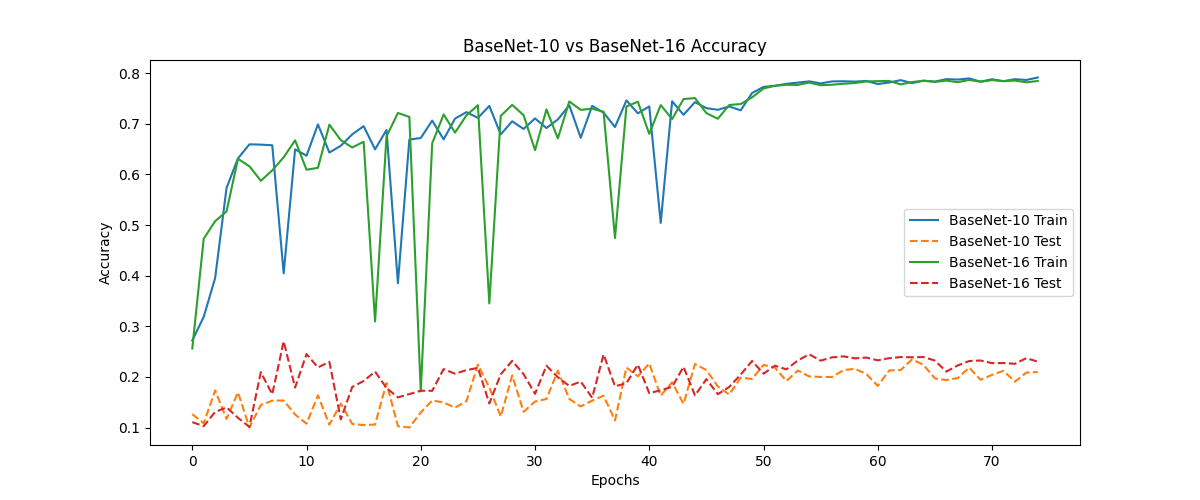 BaseNet-10 vs BaseNet-16 Accuracy
Accuracy
0.8
0.7
0.6
0.5
0.4
0.3
0.2
0.1
BaseNet-10 Train
BaseNet-10 Test
BaseNet-16 Train
BaseNet-16 Test
0 10 20 30 40 50 60 70
Epochs